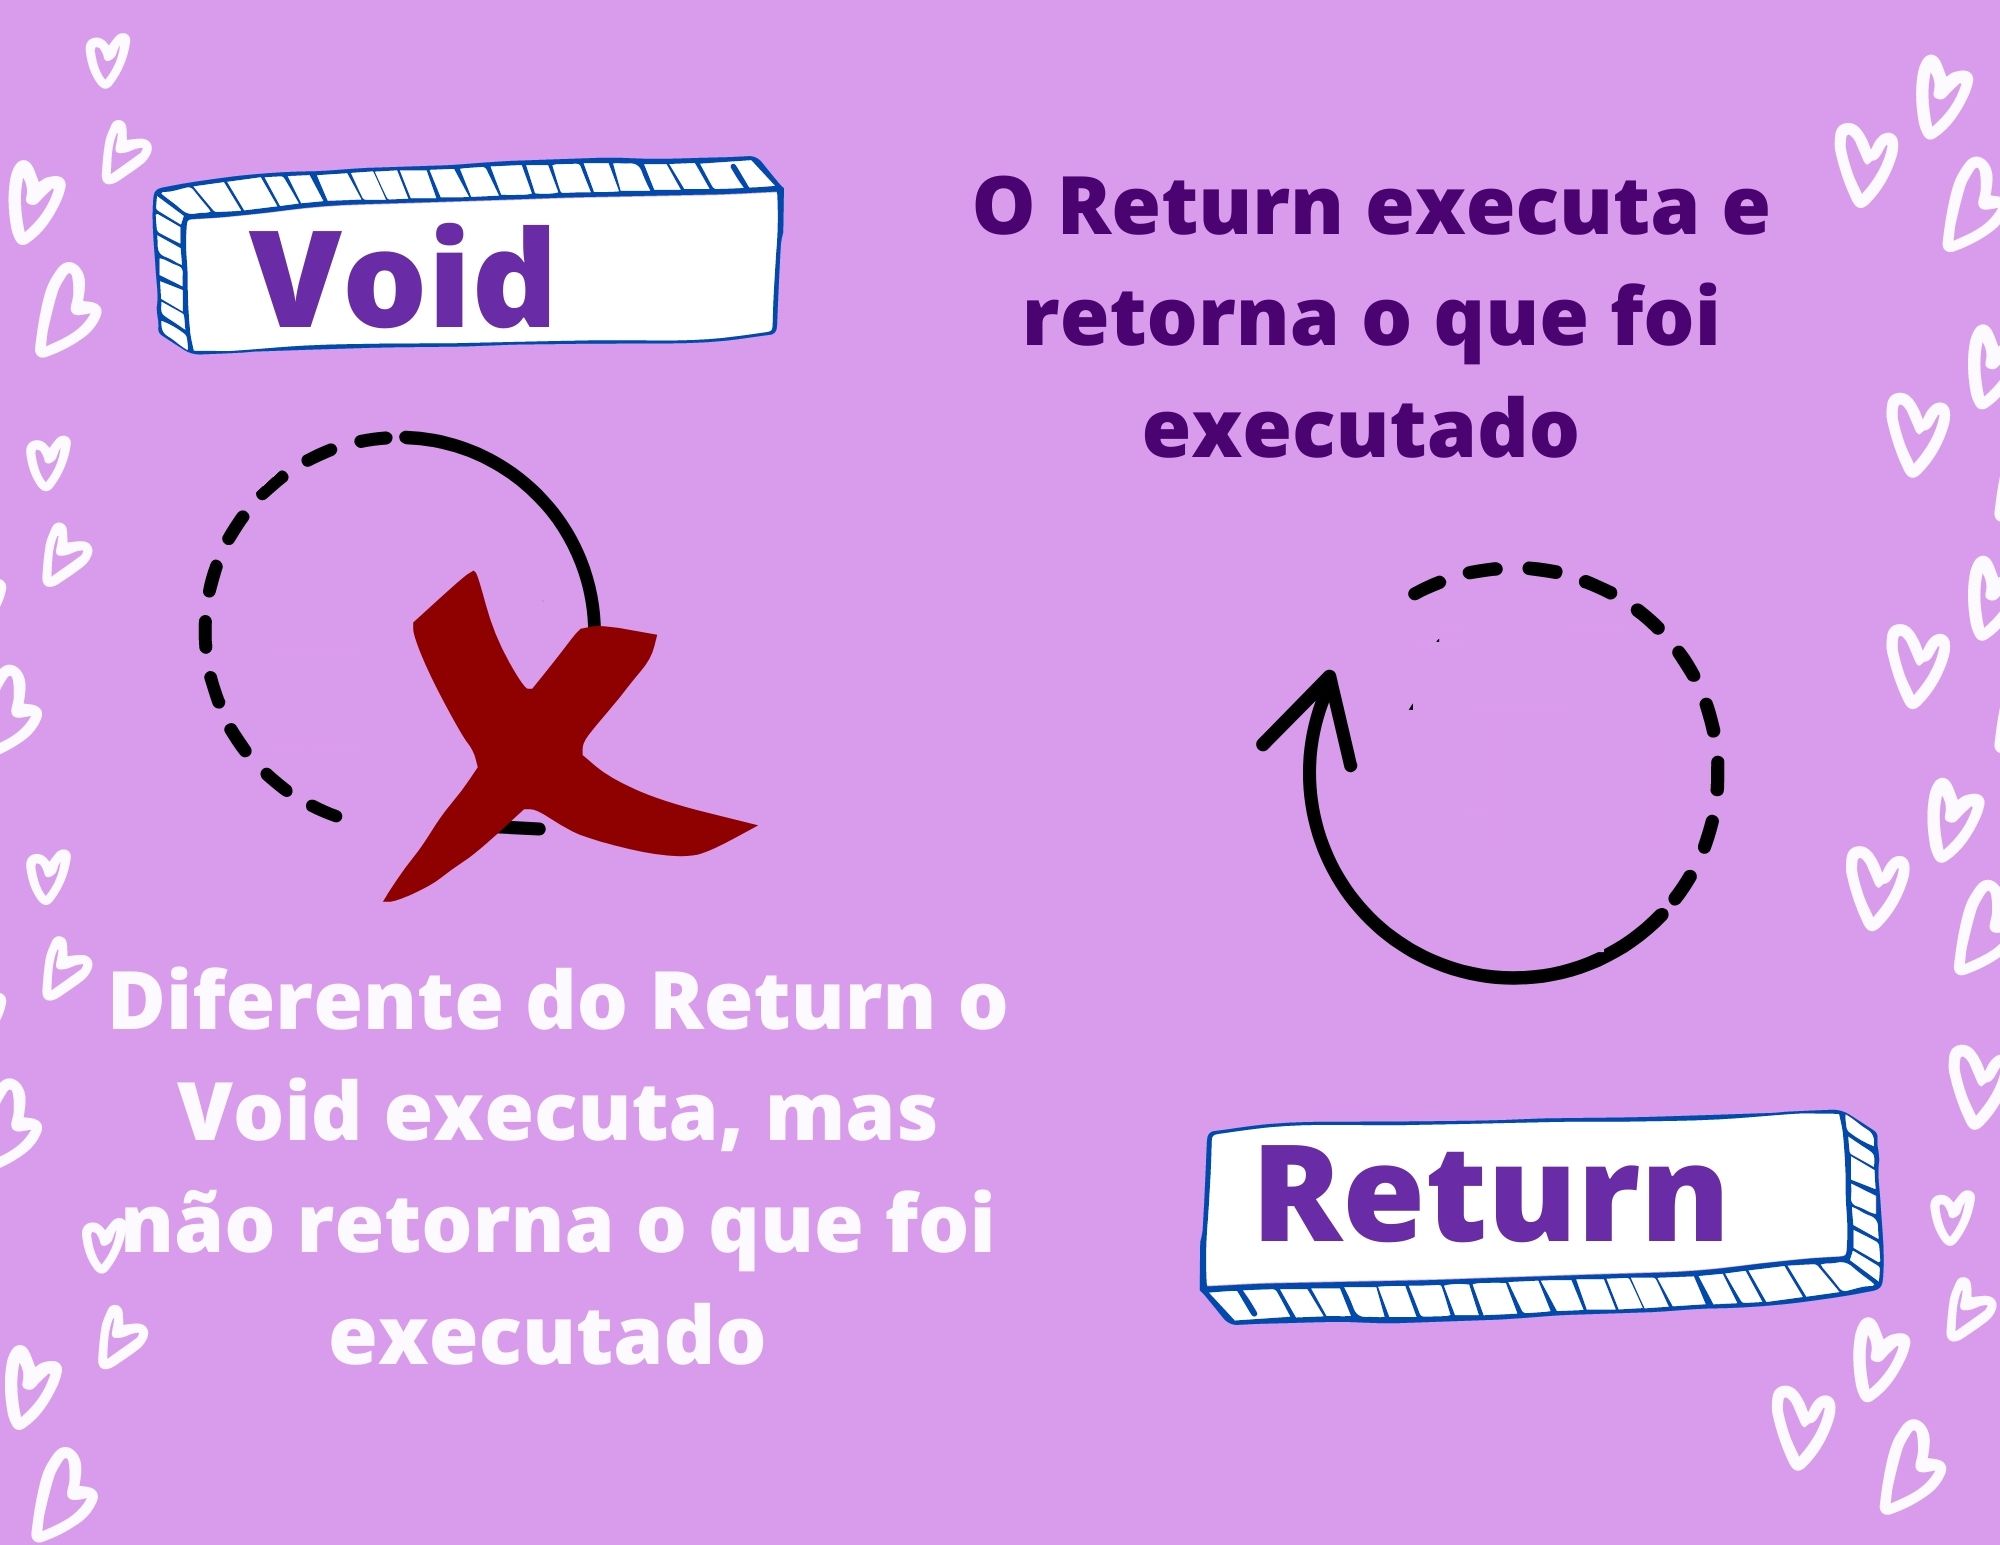 Void
O Return executa e
retorna o que foi
executado
Diferente do Return o
Void executa, mas
não retorna o que foi
executado
Return